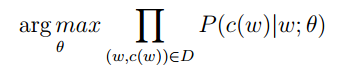 arg max ∏ P(c(w)|w; θ)
θ (w,c(w))∈D